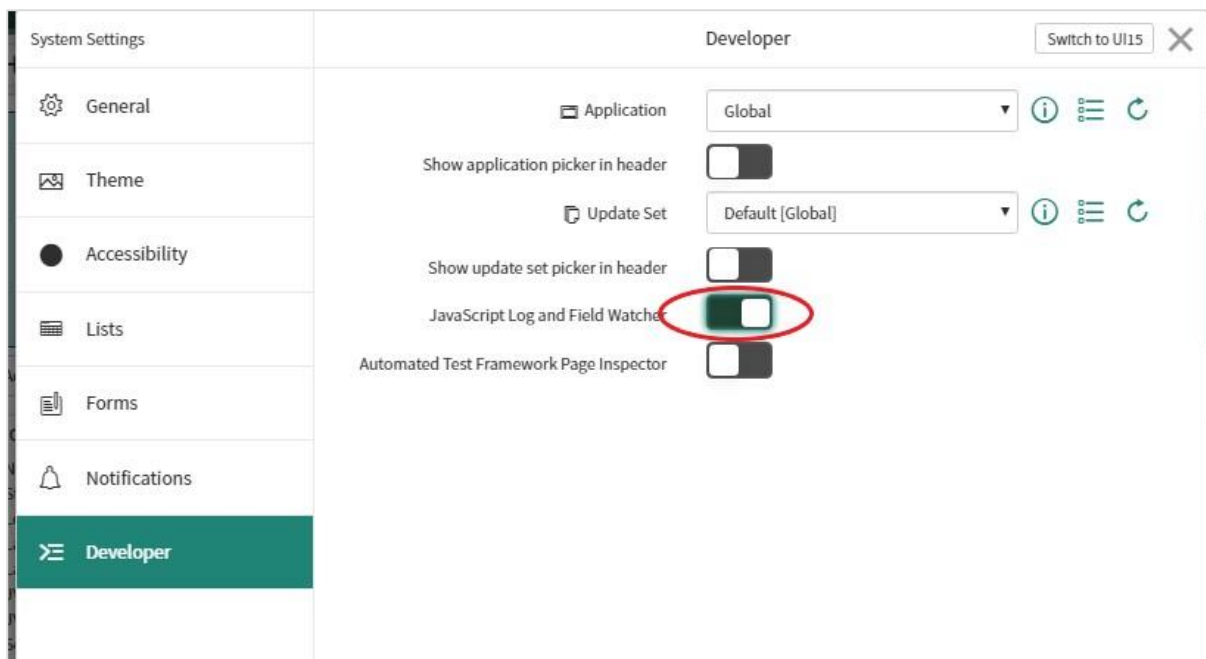 System Settings
Developer
Switch to UI15
General
Theme
Accessibility
Lists
Forms
Notifications
Developer
Application
Global
Show application picker in header
Update Set
Default [Global]
Show update set picker in header
JavaScript Log and Field Watcher
Automated Test Framework Page Inspector